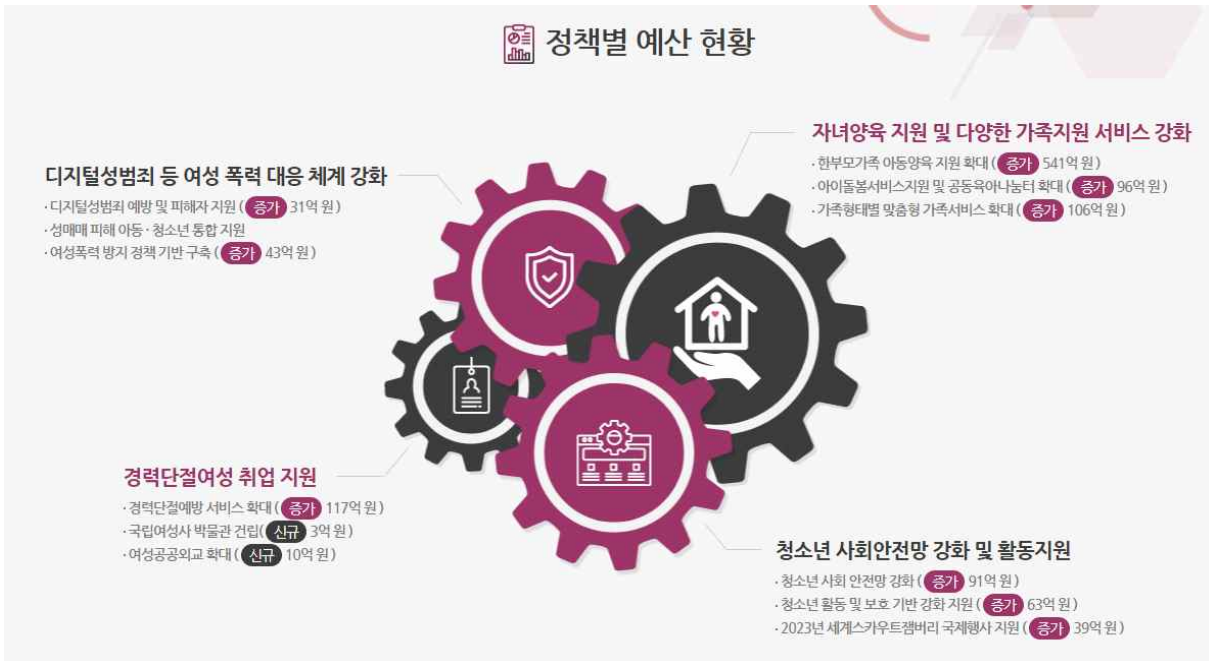 정책별 예산 현황
디지털성범죄 등 여성 폭력 대응 체계 강화
· 디지털성범죄 예방 및 피해자 지원 ( 증가 31억 원 )
· 성매매 피해 아동 · 청소년 통합 지원
· 여성폭력 방지 정책 기반 구축 ( 증가 43억 원 )
자녀양육 지원 및 다양한 가족지원 서비스 강화
· 한부모가족 아동양육 지원 확대 ( 증가 541억 원 )
· 아이돌봄서비스지원 및 공동육아나눔터 확대 ( 증가 96억 원 )
· 가족형태별 맞춤형 가족서비스 확대 ( 증가 106억 원 )
경력단절여성 취업 지원
· 경력단절예방 서비스 확대 ( 증가 117억 원 )
· 국립여성사 박물관 건립( 신규 3억 원 )
· 여성공공외교 확대 ( 신규 10억 원 )
청소년 사회안전망 강화 및 활동지원
· 청소년 사회 안전망 강화 ( 증가 91억 원 )
· 청소년 활동 및 보호 기반 강화 지원 ( 증가 63억 원 )
· 2023년 세계스카우트잼버리 국제행사 지원 ( 증가 39억 원 )